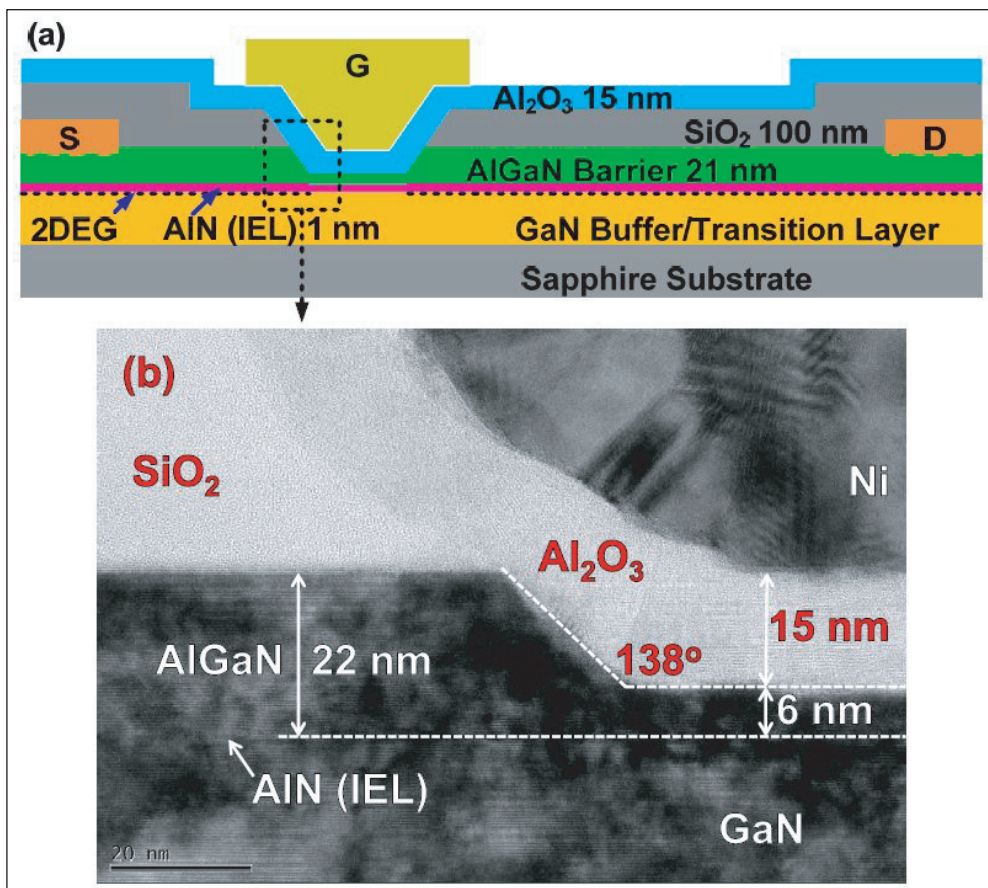 (a)
G
Al₂O₃ 15 nm
S
SiO₂ 100 nm
D
AlGaN Barrier 21 nm
2DEG
AlN (IEL) 1 nm
GaN Buffer/Transition Layer
Sapphire Substrate
(b)
SiO₂
Ni
Al₂O₃
AlGaN
22 nm
15 nm
138°
6 nm
AlN (IEL)
GaN
20 nm